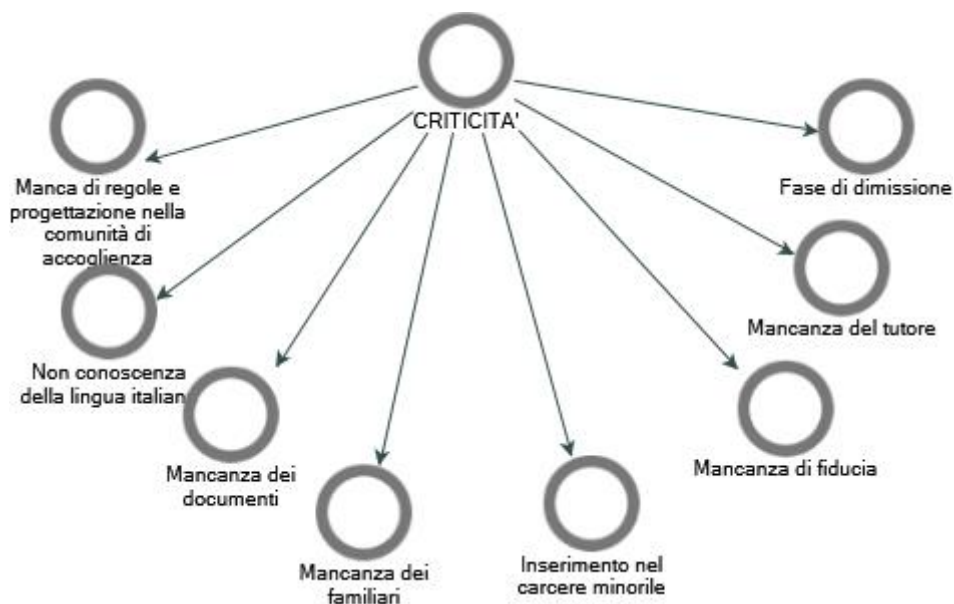 CRITICITA'
Manca di regole e
progettazione nella
comunità di
accoglienza
Fase di dimissione
Mancanza del tutore
Non conoscenza
della lingua italian
Mancanza di fiducia
Mancanza dei
documenti
Mancanza dei
familiari
Inserimento nel
carcere minorile